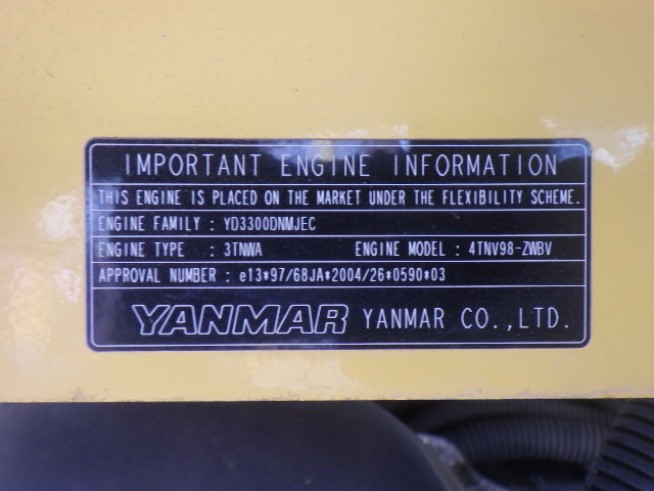 IMPORTANT ENGINE INFORMATION
THIS ENGINE IS PLACED ON THE MARKET UNDER THE FLEXIBILITY SCHEME.
ENGINE FAMILY : YD3300DNMJEC
ENGINE TYPE : 3TNWA ENGINE MODEL : 4TNV98-ZWBV
APPROVAL NUMBER : e13*97/68JA*2004/26*0590*03
YANMAR YANMAR CO.,LTD.